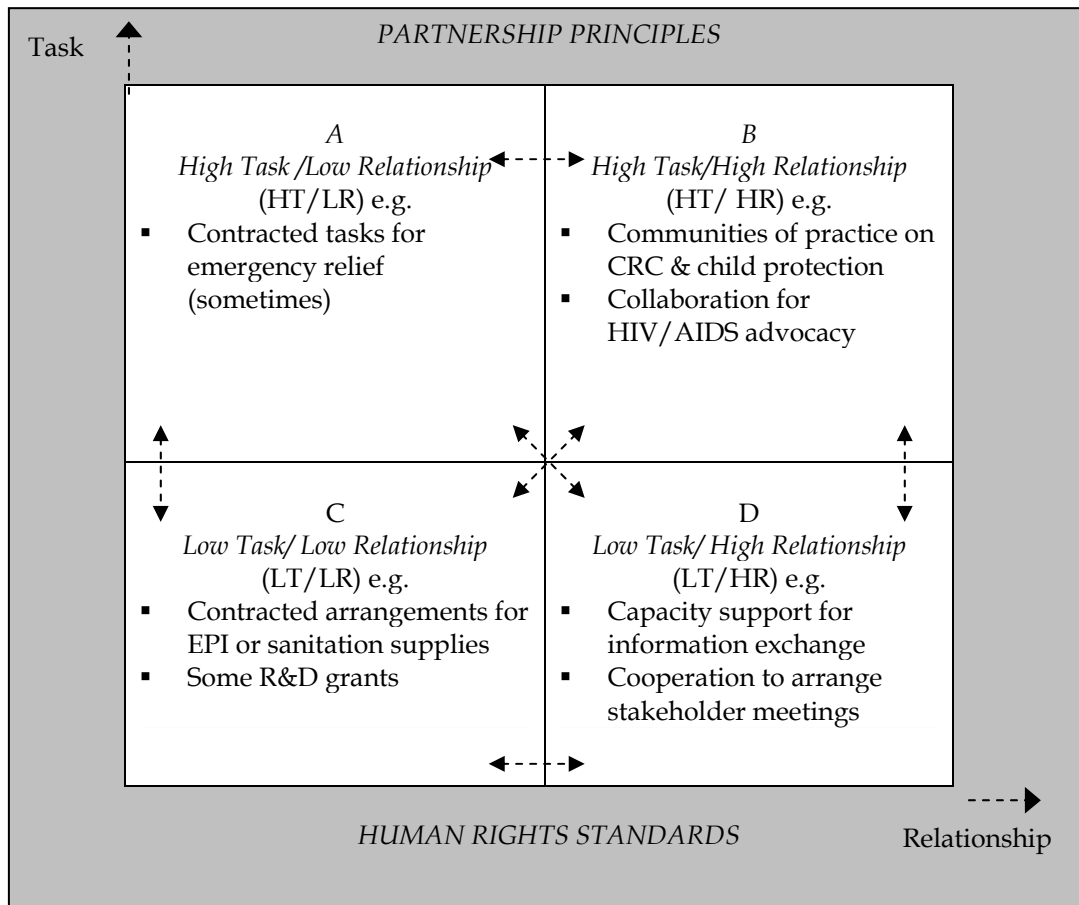 PARTNERSHIP PRINCIPLES
Task
A
High Task /Low Relationship
(HT/LR) e.g.
▪ Contracted tasks for
emergency relief
(sometimes)
B
High Task/High Relationship
(HT/ HR) e.g.
▪ Communities of practice on
CRC & child protection
▪ Collaboration for
HIV/AIDS advocacy
C
Low Task/ Low Relationship
(LT/LR) e.g.
▪ Contracted arrangements for
EPI or sanitation supplies
▪ Some R&D grants
D
Low Task/ High Relationship
(LT/HR) e.g.
▪ Capacity support for
information exchange
▪ Cooperation to arrange
stakeholder meetings
HUMAN RIGHTS STANDARDS
Relationship